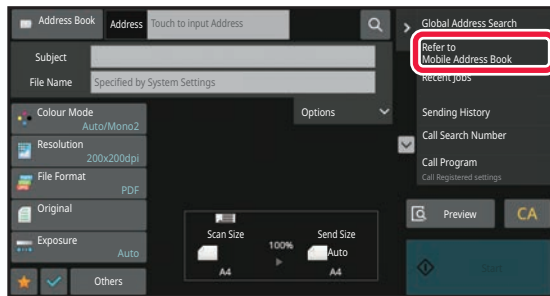 Address Book
Address
Touch to input Address
Global Address Search
Subject
Refer to
Mobile Address Book
File Name
Specified by System Settings
Recent Jobs
Colour Mode
Auto/Mono2
Options
Sending History
Resolution
200x200dpi
Call Search Number
File Format
PDF
Call Program
Call Registered settings
Original
Preview
CA
Scan Size
100%
Send Size
Auto
Exposure
Auto
A4
A4
Start
Others